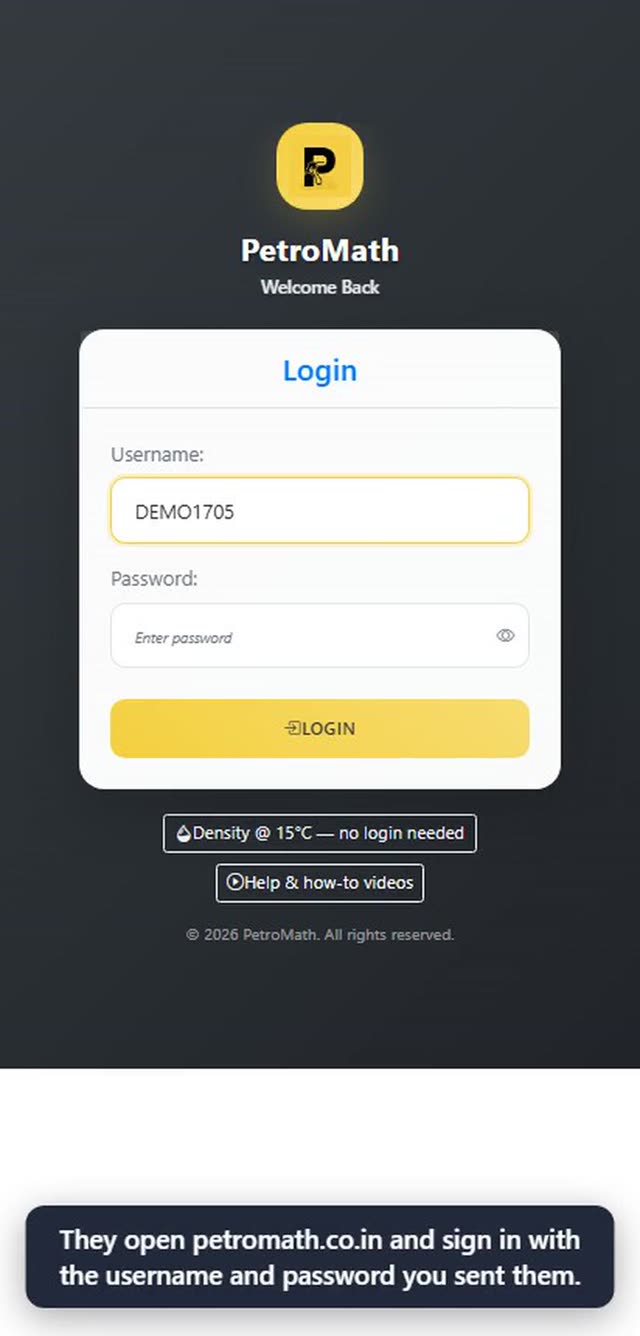 P
PetroMath
Welcome Back
Login
Username:
DEMO1705
Password:
Enter password
LOGIN
Density @ 15°C — no login needed
Help & how-to videos
© 2026 PetroMath. All rights reserved.
They open petromath.co.in and sign in with
the username and password you sent them.